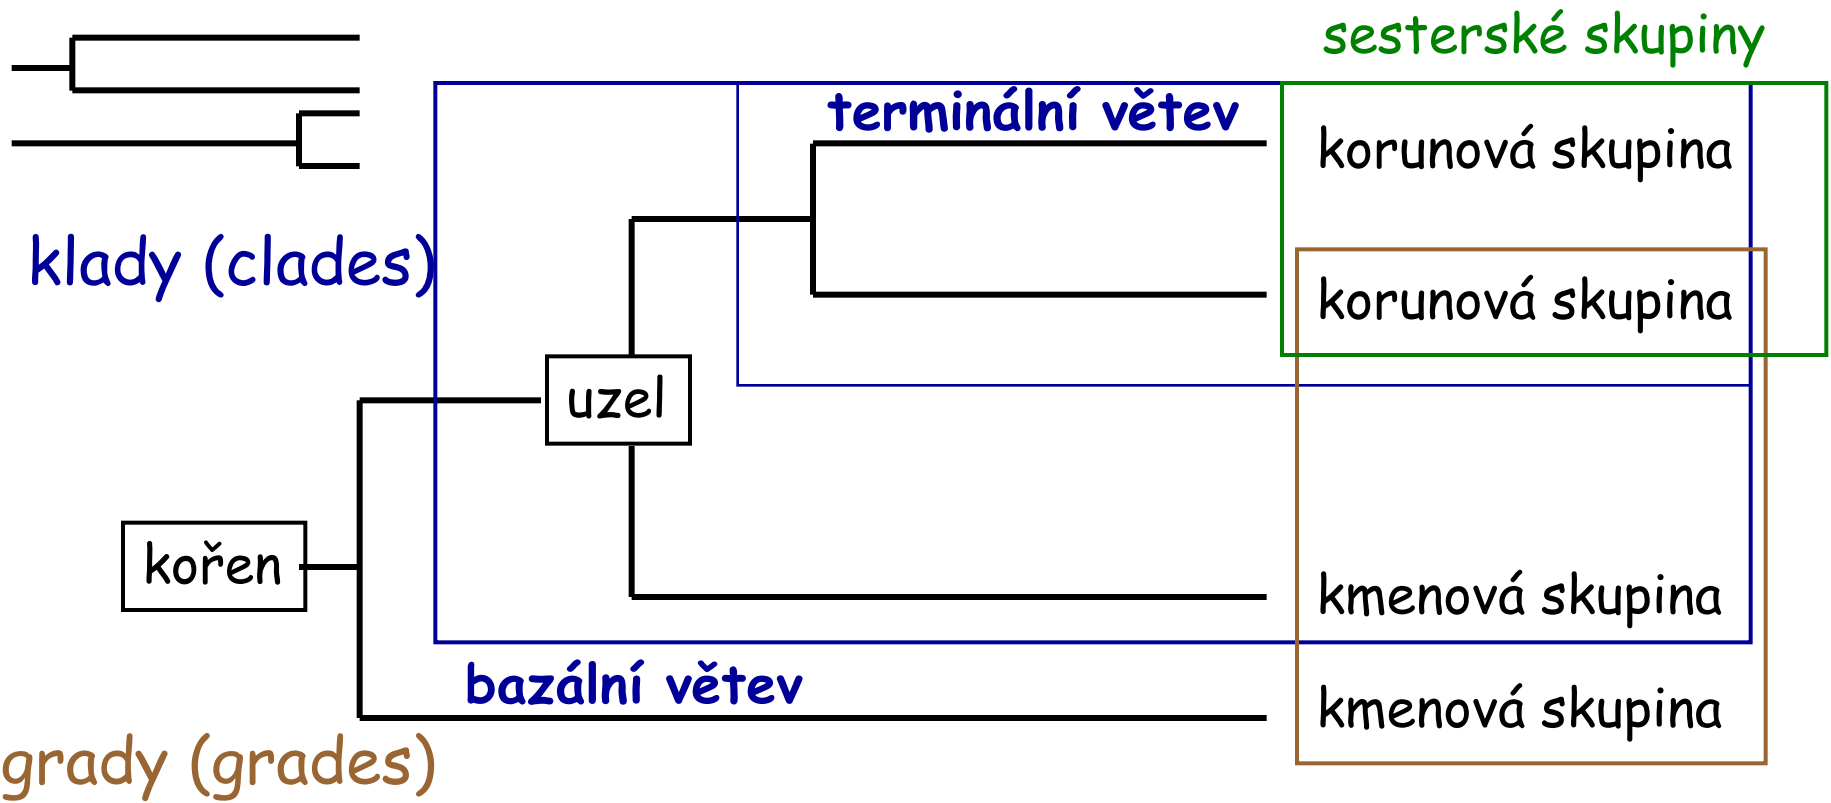 sesterské skupiny
terminální větev
korunová skupina
klady (clades)
korunová skupina
uzel
kořen
kmenová skupina
bazální větev
kmenová skupina
grady (grades)